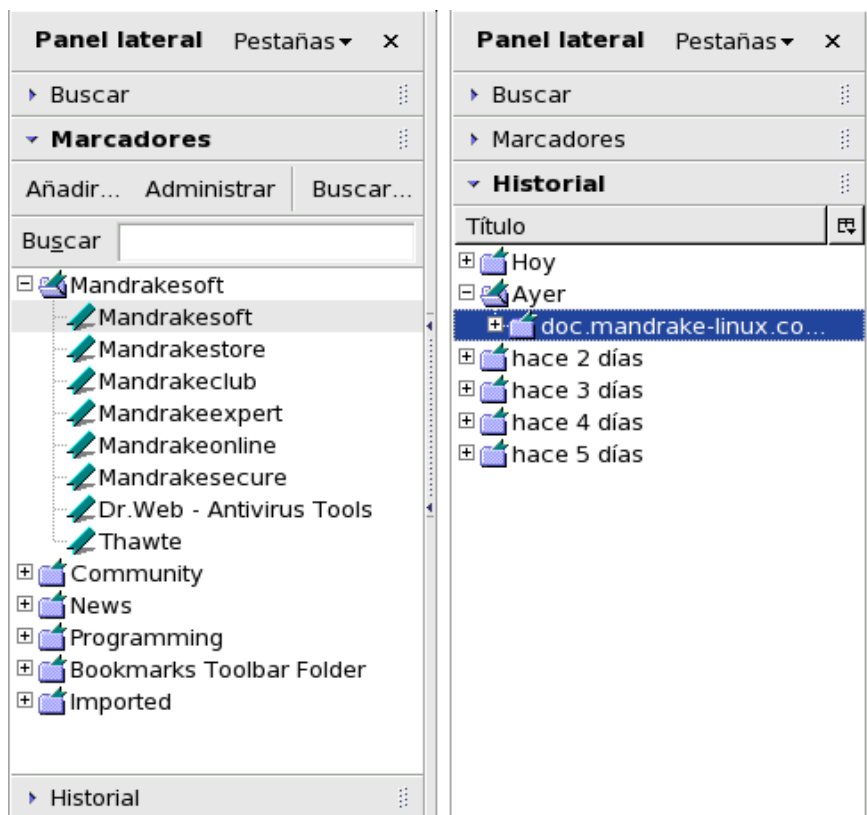 Panel lateral Pestañas
Buscar
Marcadores
Añadir... Administrar Buscar...
Buscar
Mandrakesoft
Mandrakesoft
Mandrakestore
Mandrakeclub
Mandrakeexpert
Mandrakeonline
Mandrakesecure
Dr.Web - Antivirus Tools
Thawte
Community
News
Programming
Bookmarks Toolbar Folder
Imported
Historial
Panel lateral Pestañas
Buscar
Marcadores
Historial
Título
Hoy
Ayer
doc.mandrake-linux.co...
hace 2 días
hace 3 días
hace 4 días
hace 5 días